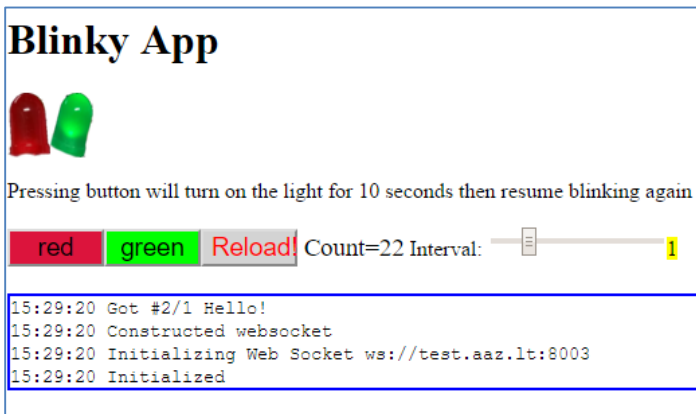 Blinky App
Pressing button will turn on the light for 10 seconds then resume blinking again
red green Reload! Count=22 Interval: 1
15:29:20 Got #2/1 Hello!
15:29:20 Constructed websocket
15:29:20 Initializing Web Socket ws://test.aaz.lt:8003
15:29:20 Initialized